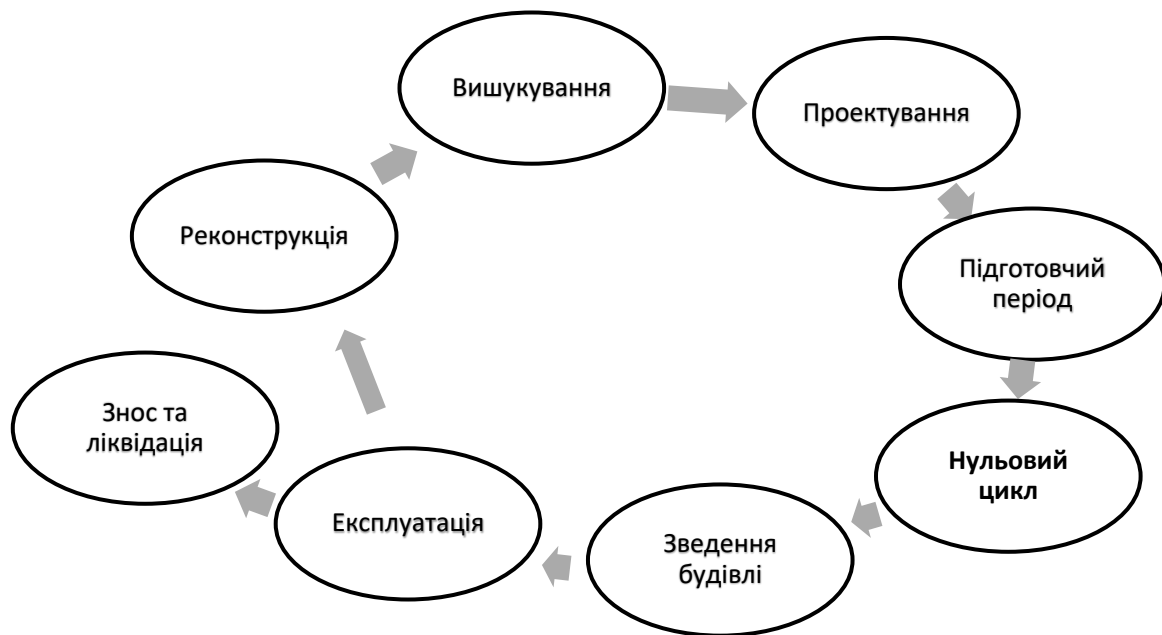 Вишукування
Проектування
Підготовчий
період
Нульовий
цикл
Зведення
будівлі
Експлуатація
Знос та
ліквідація
Реконструкція